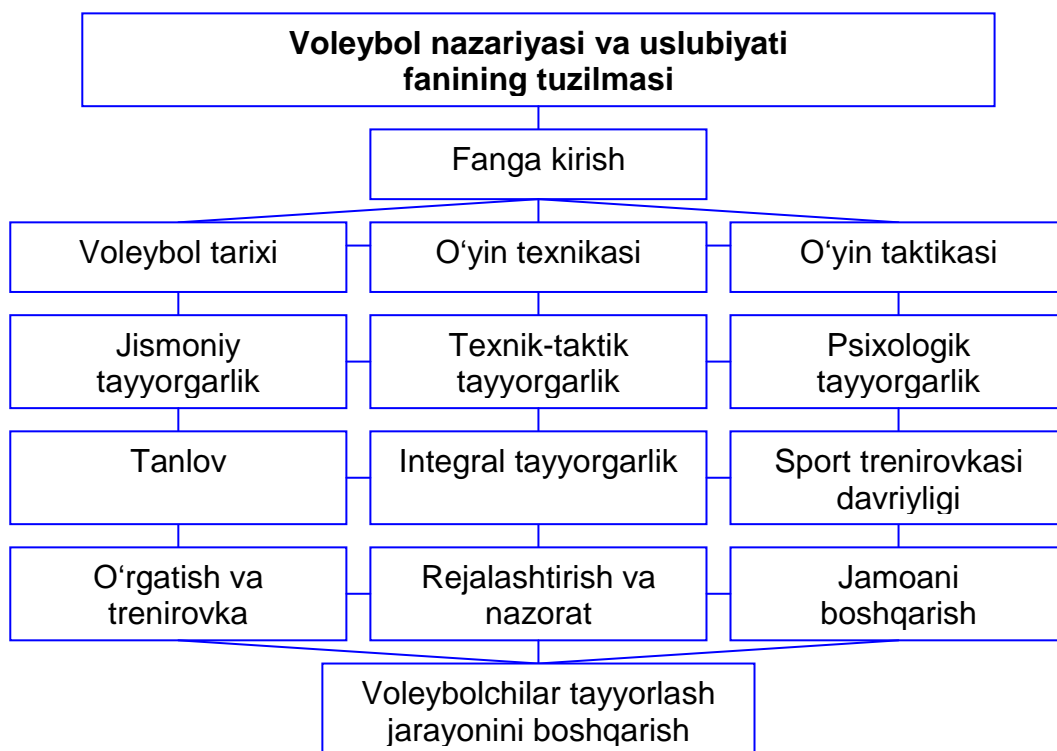 Voleybol nazariyasi va uslubiyati
fanining tuzilmasi
Fanga kirish
Voleybol tarixi
O‘yin texnikasi
O‘yin taktikasi
Jismoniy
tayyorgarlik
Texnik-taktik
tayyorgarlik
Psixologik
tayyorgarlik
Tanlov
Integral tayyorgarlik
Sport trenirovkasi
davriyligi
O‘rgatish va
trenirovka
Rejalashtirish va
nazorat
Jamoani
boshqarish
Voleybolchilar tayyorlash
jarayonini boshqarish